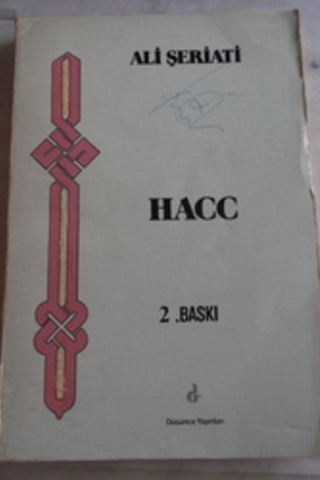 ALİ ŞERİATİ
HACC
2 .BASKI
Düşünce Yayınları